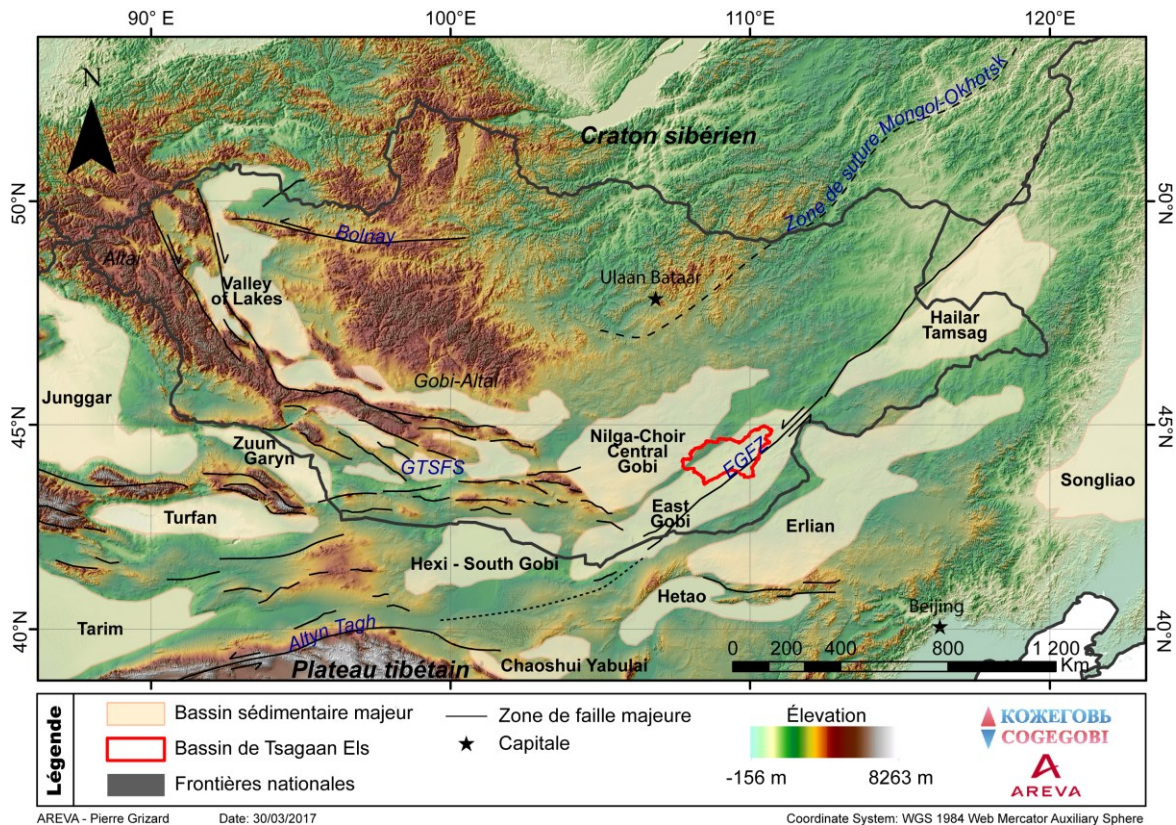 90° E
100° E
110° E
120° E
50°N
45°N
40°N
50°N
45°N
40°N
N
Craton sibérien
Zone de suture Mongol-Okhotsk
Bolnay
Altai
Valley
of Lakes
Ulaan Bataar
Hailar
Tamsag
Gobi-Altai
Junggar
Zuun
Garyn
GTSFS
Nilga-Choir
Central
Gobi
EGFZ
East
Gobi
Songliao
Turfan
Erlian
Hexi - South Gobi
Hetao
Beijing
Tarim
Altyn Tagh
Plateau tibétain
Chaoshui Yabulai
0 200 400 800 1 200
Km
Légende
Bassin sédimentaire majeur
Bassin de Tsagaan Els
Frontières nationales
Zone de faille majeure
Capitale
Élevation
-156 m 8263 m
КОЖЕГОВЬ
COGEGOBI
AREVA
AREVA - Pierre Grizard Date: 30/03/2017 Coordinate System: WGS 1984 Web Mercator Auxiliary Sphere